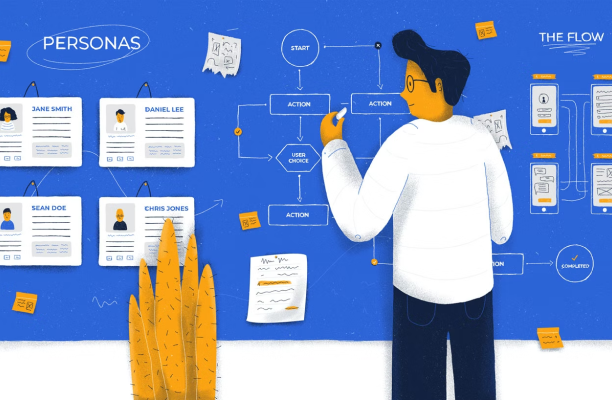 PERSONAS
THE FLOW
START
JANE SMITH
DANIEL LEE
ACTION
ACTION
USER
CHOICE
SEAN DOE
CHRIS JONES
ACTION
COMPLETED